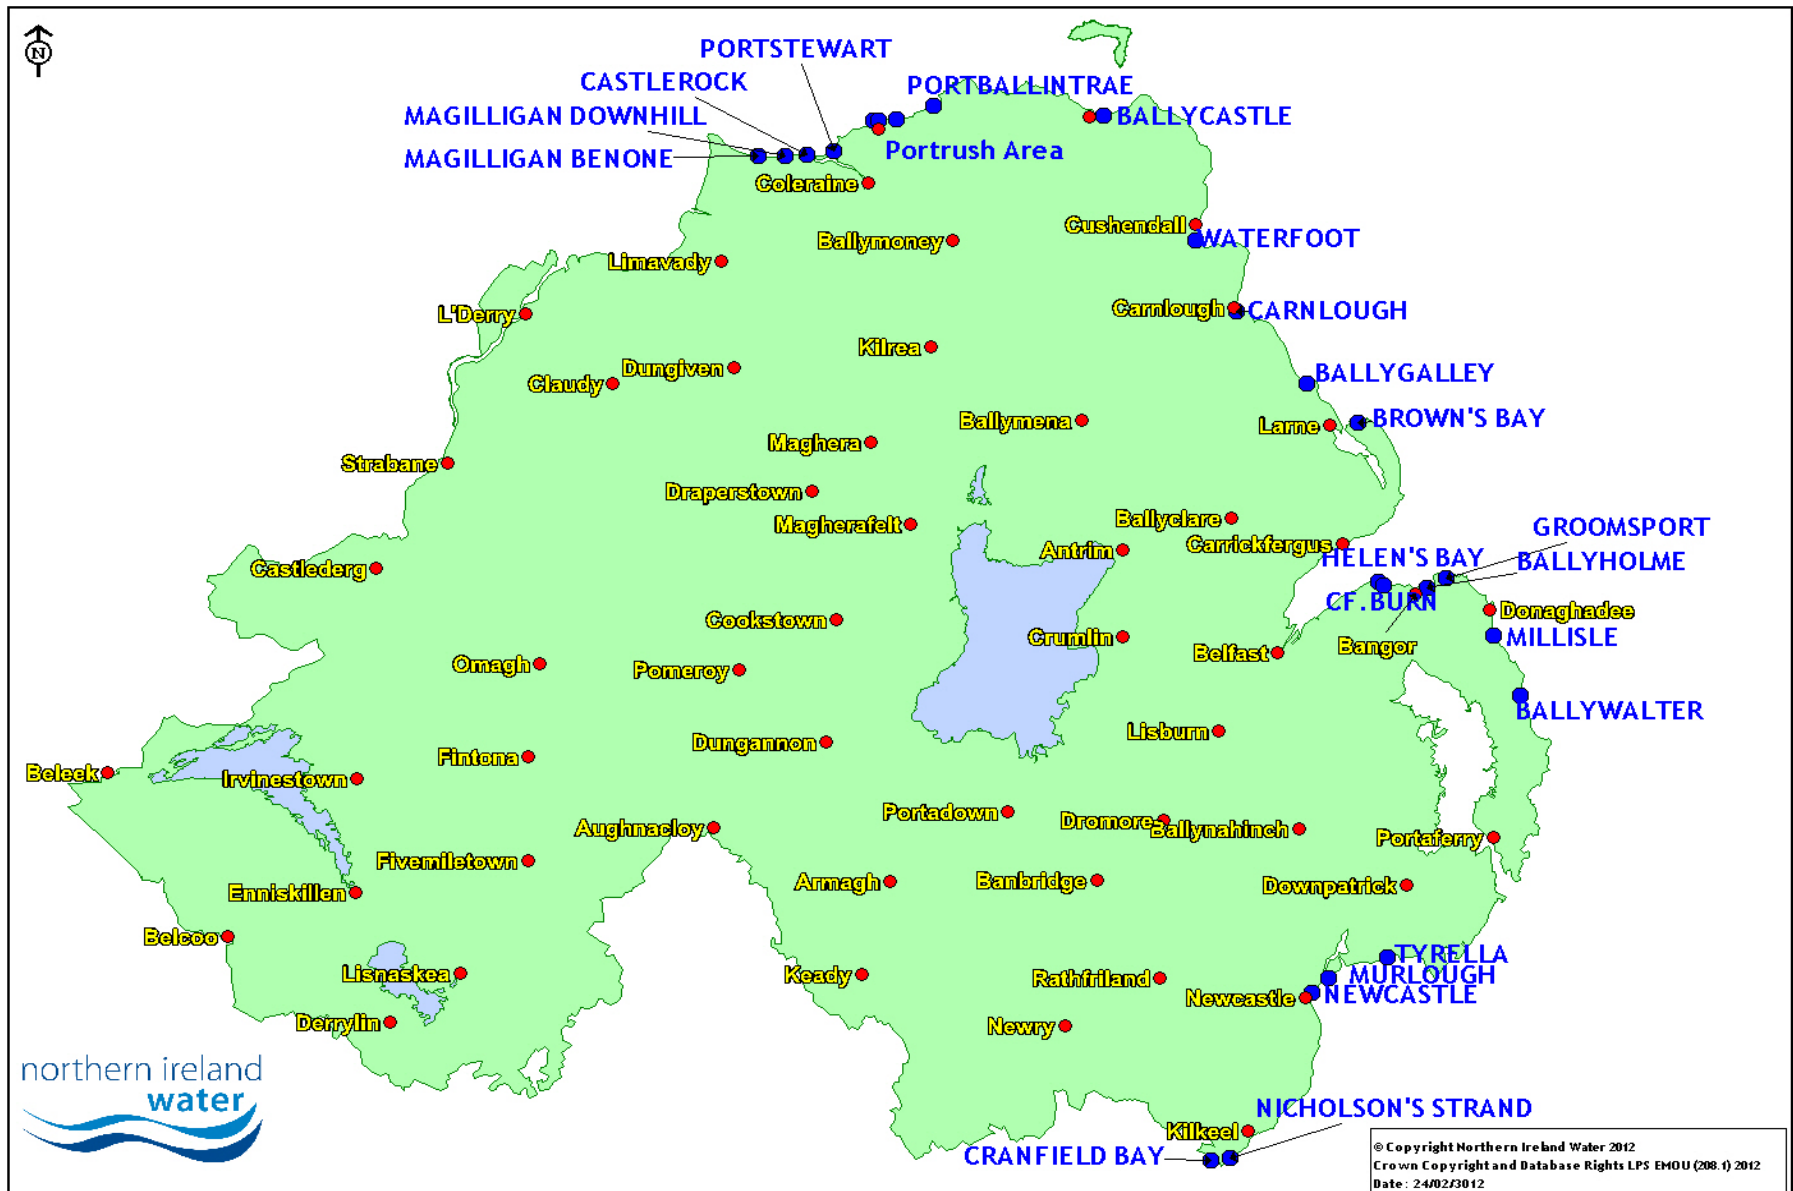 N
PORTSTEWART
CASTLEROCK
PORTBALLINTRAE
MAGILLIGAN DOWNHILL
BALLYCASTLE
Portrush Area
MAGILLIGAN BENONE
Coleraine
Cushendall
WATERFOOT
Ballymoney
Limavady
Carnlough
CARNLOUGH
L'Derry
Kilrea
Dungiven
Claudy
BALLYGALLEY
Ballymena
Larne
BROWN'S BAY
Maghera
Strabane
Draperstown
Magherafelt
Ballyclare
GROOMSPORT
Antrim
Carrickfergus
HELEN'S BAY
BALLYHOLME
Castlederg
CF.BURN
Donaghadee
Cookstown
Crumlin
MILLISLE
Bangor
Belfast
Omagh
Pomeroy
BALLYWALTER
Lisburn
Dungannon
Fintona
Beleek
Irvinestown
Portadown
Dromore
Ballynahinch
Aughnacloy
Portaferry
Fivemiletown
Armagh
Banbridge
Downpatrick
Enniskillen
Belcoo
TYRELLA
Lisnaskea
Keady
Rathfriland
MURLOUGH
Newcastle
NEWCASTLE
Derrylin
Newry
northern ireland
water
NICHOLSON'S STRAND
Kilkeel
CRANFIELD BAY
© Copyright Northern Ireland Water 2012
Crown Copyright and Database Rights LPS EMOU (208.1) 2012
Date: 24/02/3012